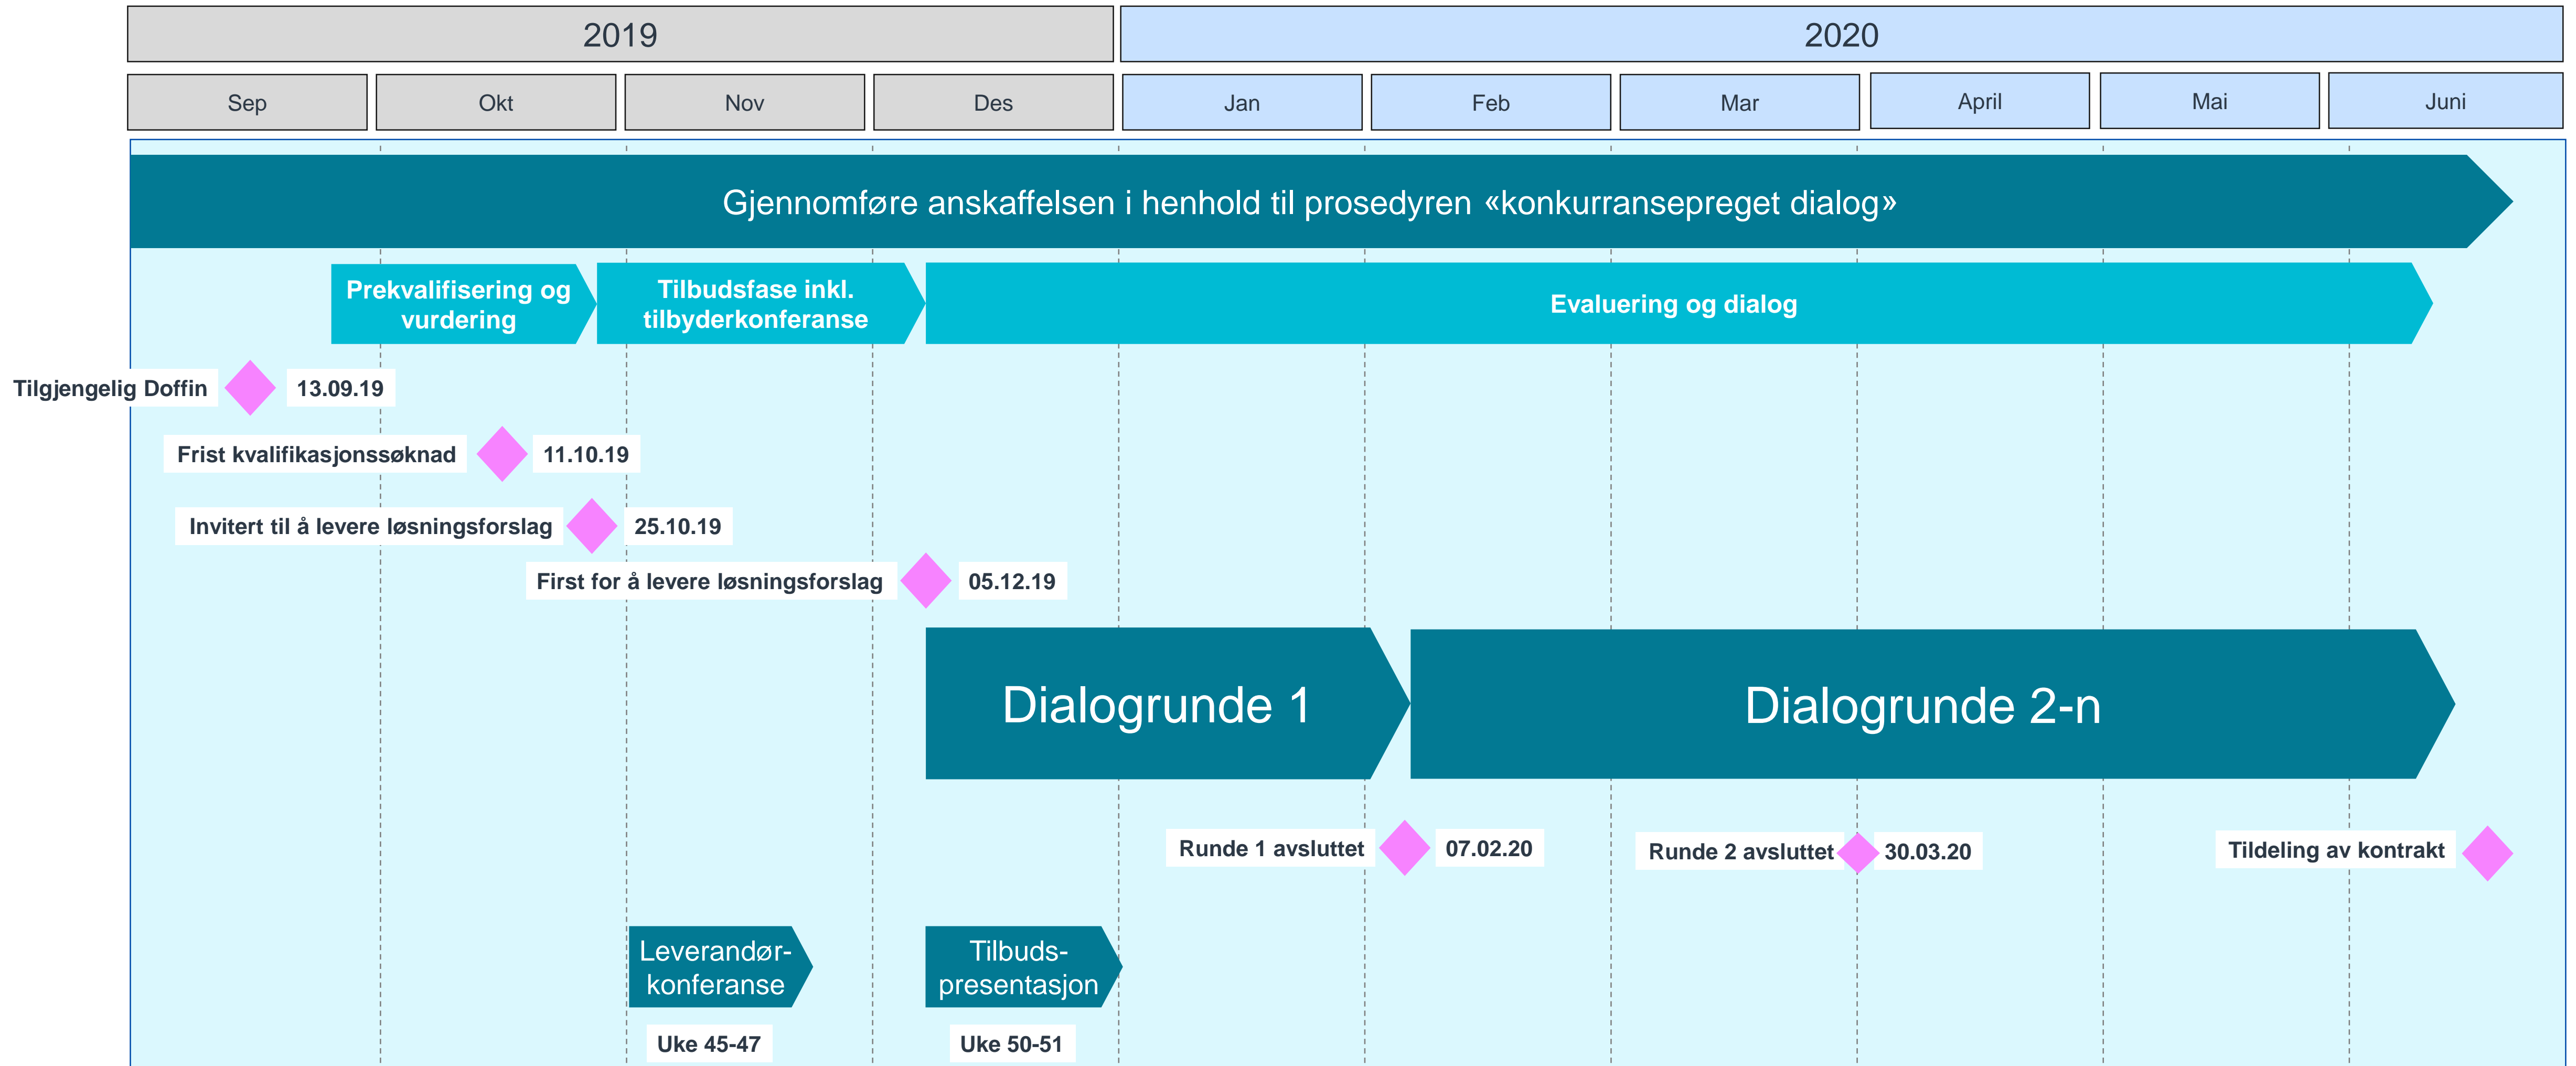 2019
2020
Sep
Okt
Nov
Des
Jan
Feb
Mar
April
Mai
Juni
Gjennomføre anskaffelsen i henhold til prosedyren «konkurransepreget dialog»
Prekvalifisering og
vurdering
Tilbudsfase inkl.
tilbyderkonferanse
Evaluering og dialog
Tilgjengelig Doffin
13.09.19
Frist kvalifikasjonssøknad
11.10.19
Invitert til å levere løsningsforslag
25.10.19
First for å levere løsningsforslag
05.12.19
Dialogrunde 1
Dialogrunde 2-n
Runde 1 avsluttet
07.02.20
Runde 2 avsluttet
30.03.20
Tildeling av kontrakt
Leverandør-
konferanse
Tilbuds-
presentasjon
Uke 45-47
Uke 50-51